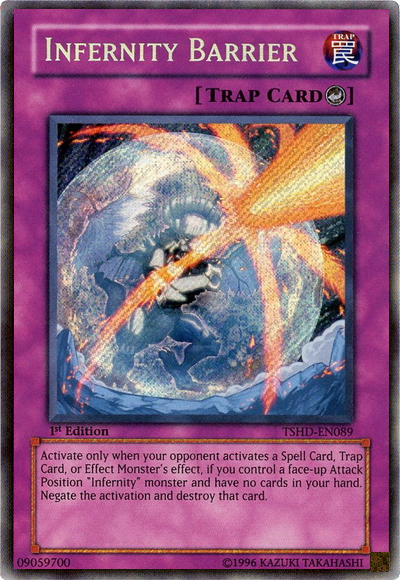 INFERNITY BARRIER
TRAP
罠
[TRAP CARD]
1st Edition
TSHD-EN089
Activate only when your opponent activates a Spell Card, Trap
Card, or Effect Monster's effect, if you control a face-up Attack
Position "Infernity" monster and have no cards in your hand.
Negate the activation and destroy that card.
09059700
©1996 KAZUKI TAKAHASHI